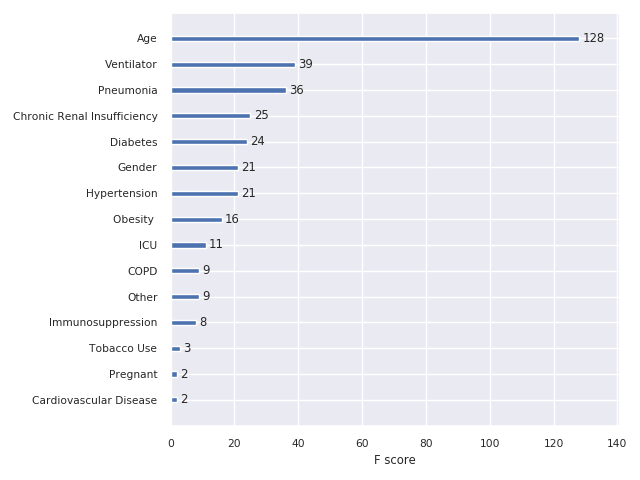 Age 128
Ventilator 39
Pneumonia 36
Chronic Renal Insufficiency 25
Diabetes 24
Gender 21
Hypertension 21
Obesity 16
ICU 11
COPD 9
Other 9
Immunosuppression 8
Tobacco Use 3
Pregnant 2
Cardiovascular Disease 2
0 20 40 60 80 100 120 140
F score